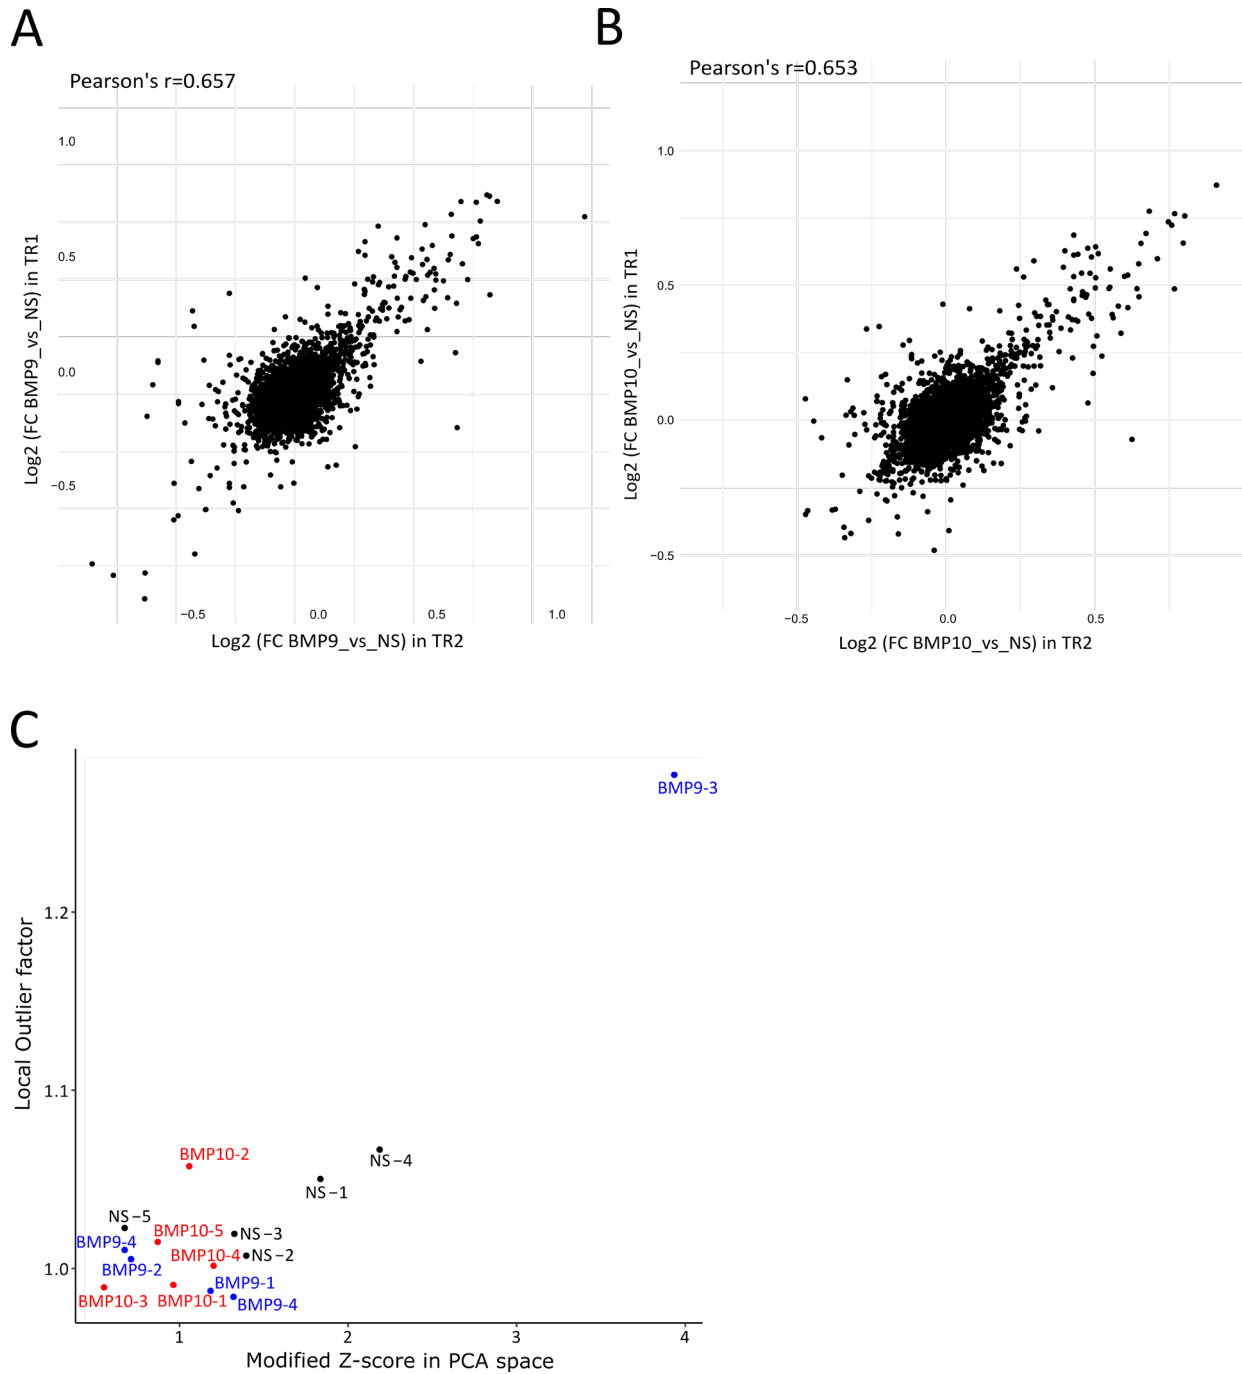 A
Pearson's r=0.657
1.0
0.5
0.0
−0.5
Log2 (FC BMP9_vs_NS) in TR1
−0.5
0.0
0.5
1.0
Log2 (FC BMP9_vs_NS) in TR2
B
Pearson's r=0.653
1.0
0.5
0.0
−0.5
Log2 (FC BMP10_vs_NS) in TR1
−0.5
0.0
0.5
Log2 (FC BMP10_vs_NS) in TR2
C
Local Outlier factor
1.2
1.1
1.0
BMP9-3
BMP10-2
NS−4
NS−1
NS−5
BMP10-5
NS−3
BMP9-4
BMP10-4
NS−2
BMP9-2
BMP9-1
BMP10-3
BMP10-1
BMP9-4
1
2
3
4
Modified Z-score in PCA space